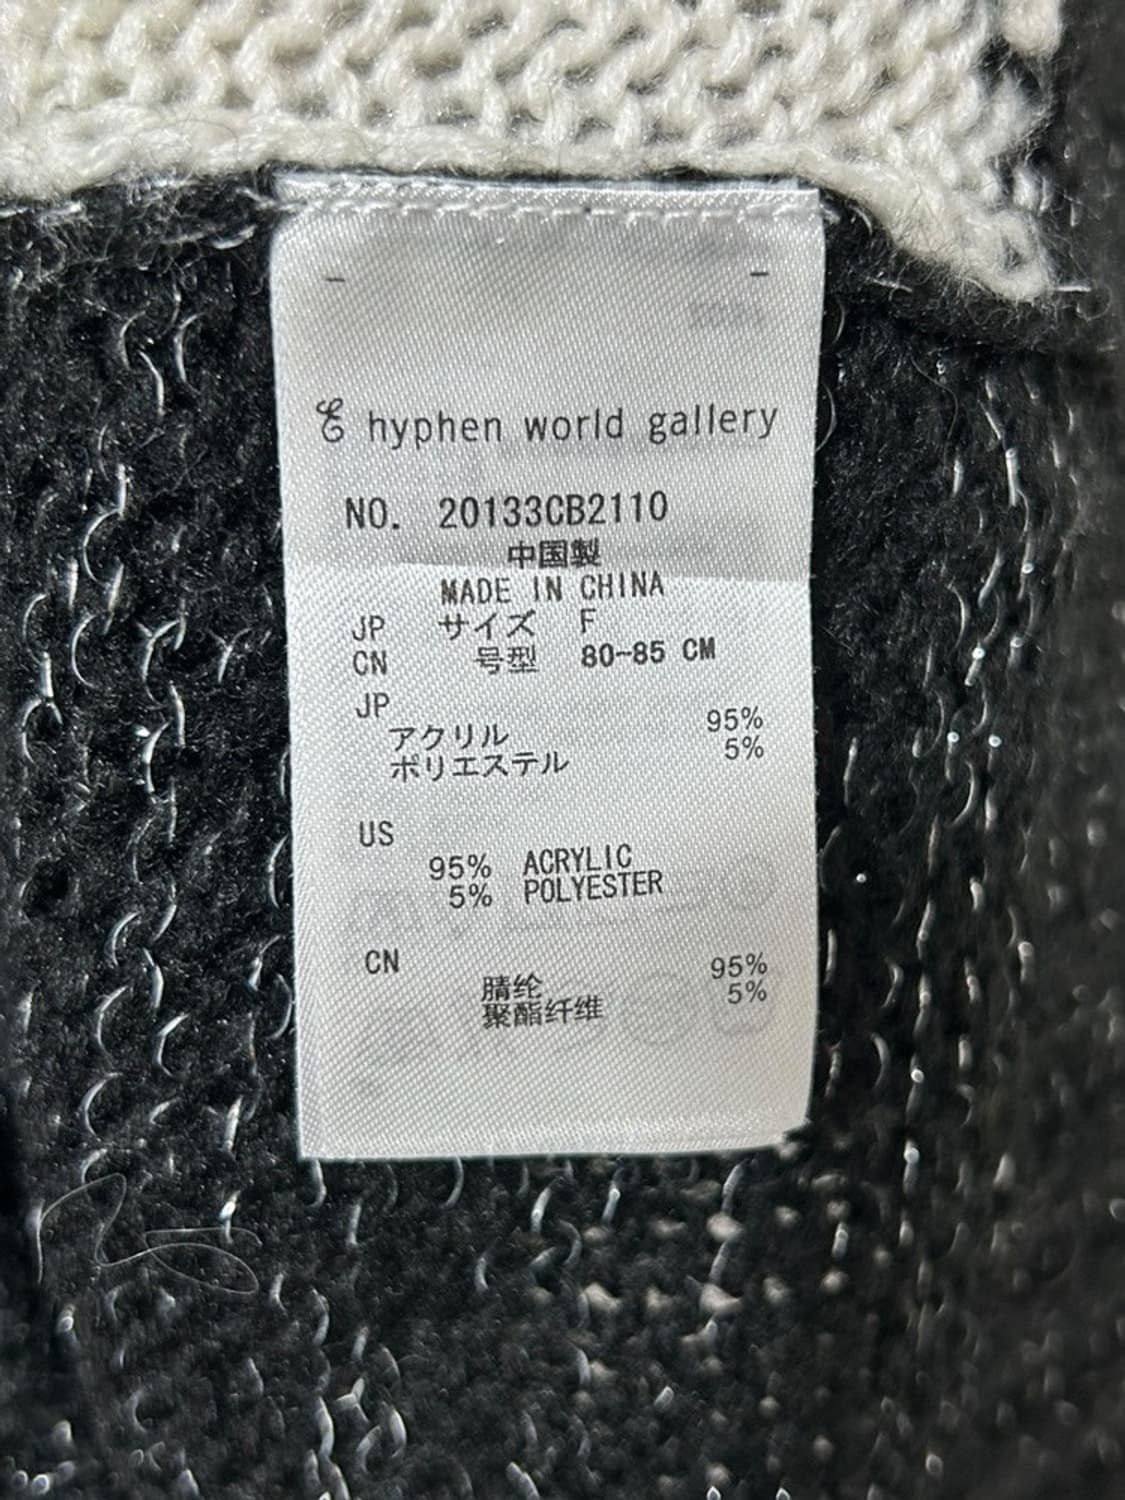 E hyphen world gallery
NO. 20133CB2110
中国製
MADE IN CHINA
JP サイズ F
CN 号型 80-85 CM
JP
アクリル 95%
ポリエステル 5%
US
95% ACRYLIC
5% POLYESTER
CN
腈纶 95%
聚酯纤维 5%